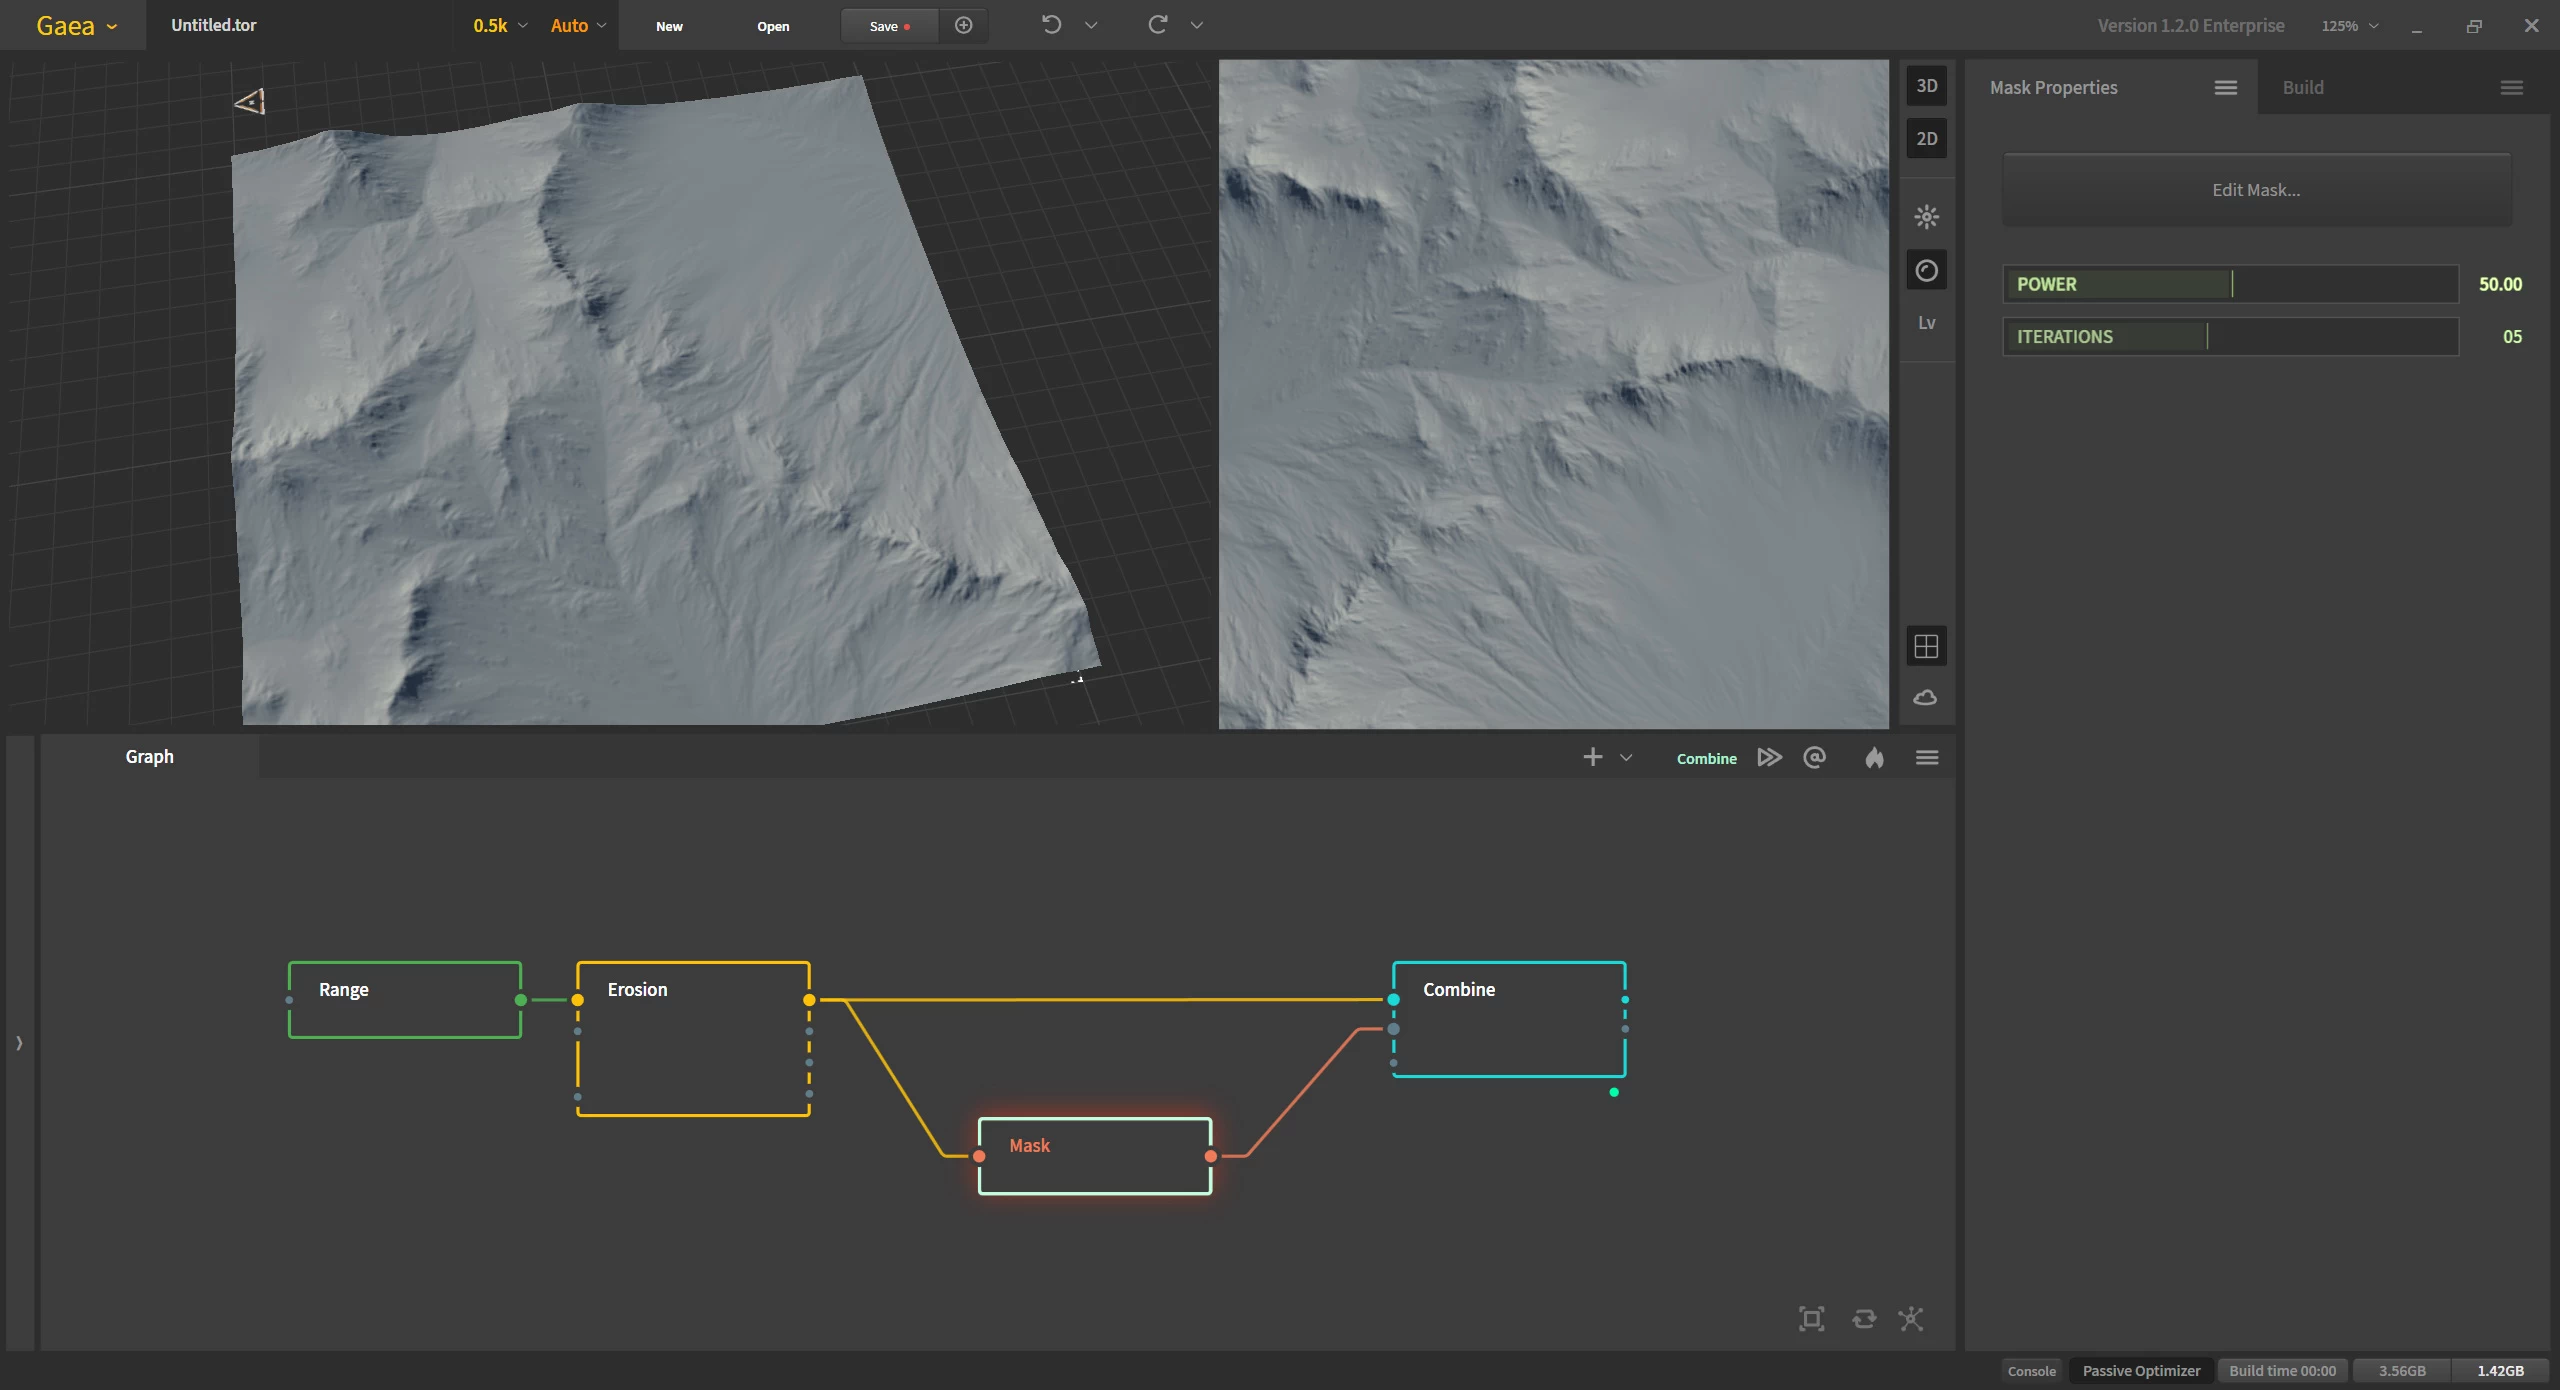 Gaea
Untitled.tor
0.5k
Auto
New
Open
Save
Version 1.2.0 Enterprise
125%
3D
2D
Lv
Mask Properties
Build
Edit Mask...
POWER 50.00
ITERATIONS 05
Graph
Combine
Range
Erosion
Combine
Mask
Console
Passive Optimizer
Build time 00:00
3.56GB
1.42GB